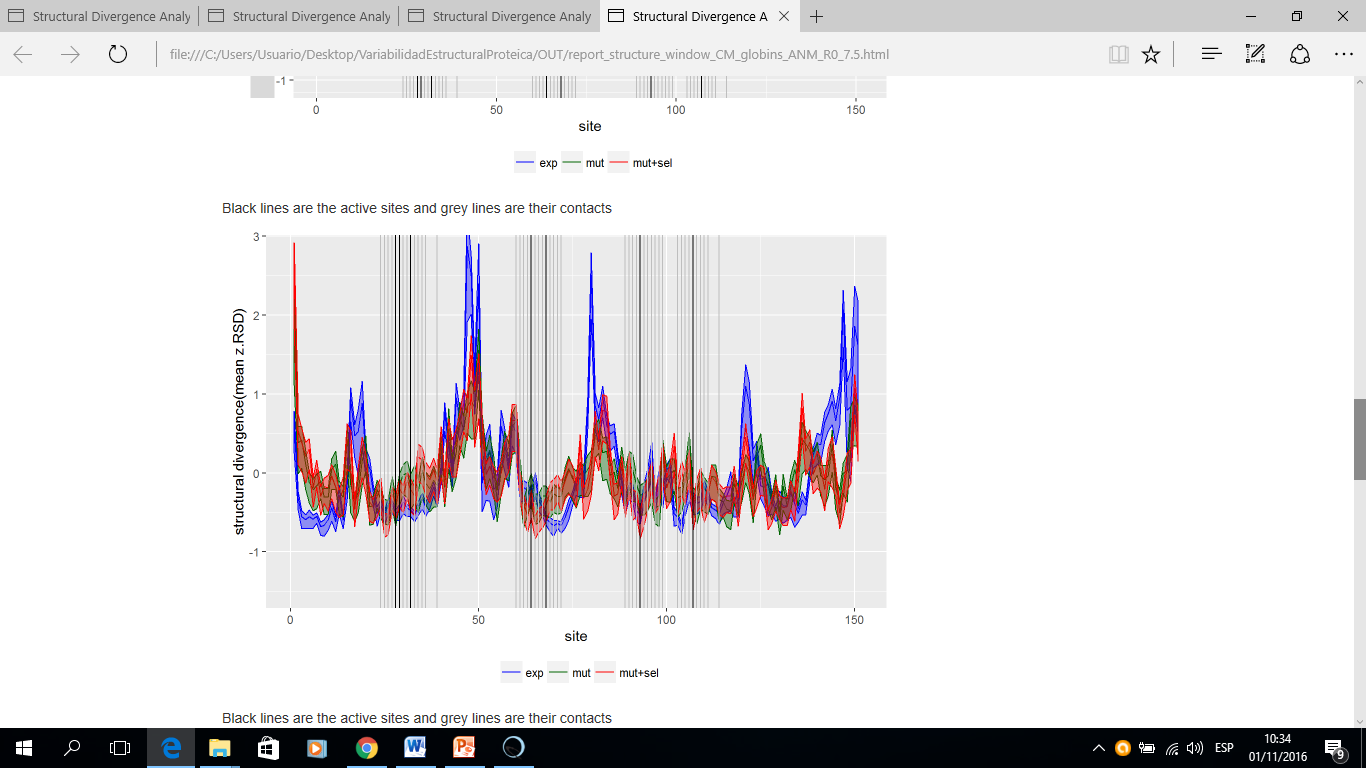 Structural Divergence Analy Structural Divergence Analy Structural Divergence Analy Structural Divergence A
file:///C:/Users/Usuario/Desktop/VariabilidadEstructuralProteica/OUT/report_structure_window_CM_globins_ANM_R0_7.5.html
-1
0 50 100 150
site
exp mut mut+sel
Black lines are the active sites and grey lines are their contacts
structural divergence(mean z.RSD)
3
2
1
0
-1
0 50 100 150
site
exp mut mut+sel
Black lines are the active sites and grey lines are their contacts
ESP
10:34
01/11/2016
9